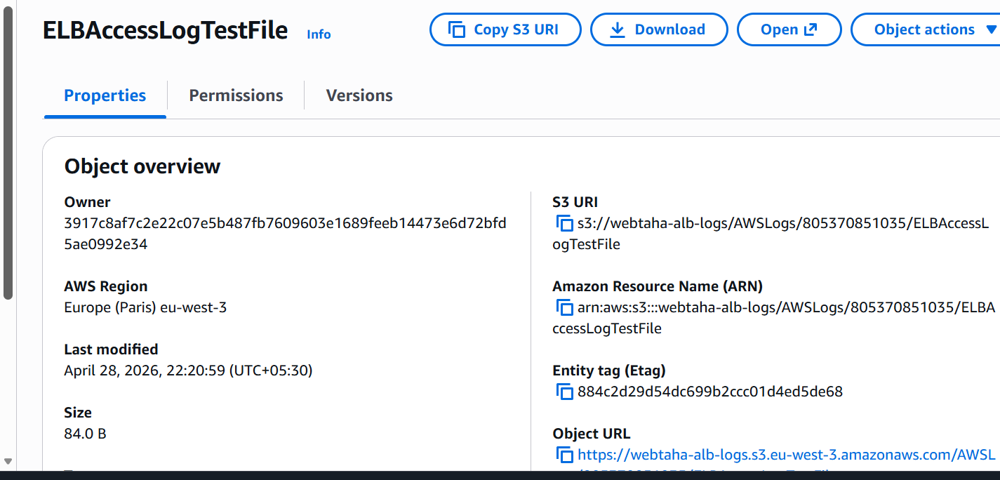 ELBAccessLogTestFile Info
Copy S3 URI
Download
Open
Object actions
Properties
Permissions
Versions
Object overview
Owner
3917c8af7c2e22c07e5b487fb7609603e1689feeb14473e6d72bfd
5ae0992e34
AWS Region
Europe (Paris) eu-west-3
Last modified
April 28, 2026, 22:20:59 (UTC+05:30)
Size
84.0 B
S3 URI
s3://webtaha-alb-logs/AWSLogs/805370851035/ELBAccessL
ogTestFile
Amazon Resource Name (ARN)
arn:aws:s3:::webtaha-alb-logs/AWSLogs/805370851035/ELBA
ccessLogTestFile
Entity tag (Etag)
884c2d29d54dc699b2ccc01d4ed5de68
Object URL
https://webtaha-alb-logs.s3.eu-west-3.amazonaws.com/AWSL